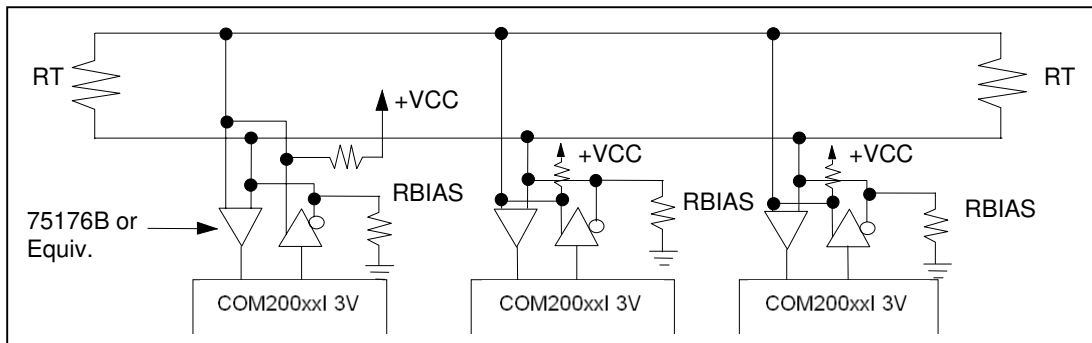 RT
RT
+VCC
+VCC
+VCC
RBIAS
RBIAS
RBIAS
75176B or
Equiv.
COM200xxI 3V
COM200xxI 3V
COM200xxI 3V